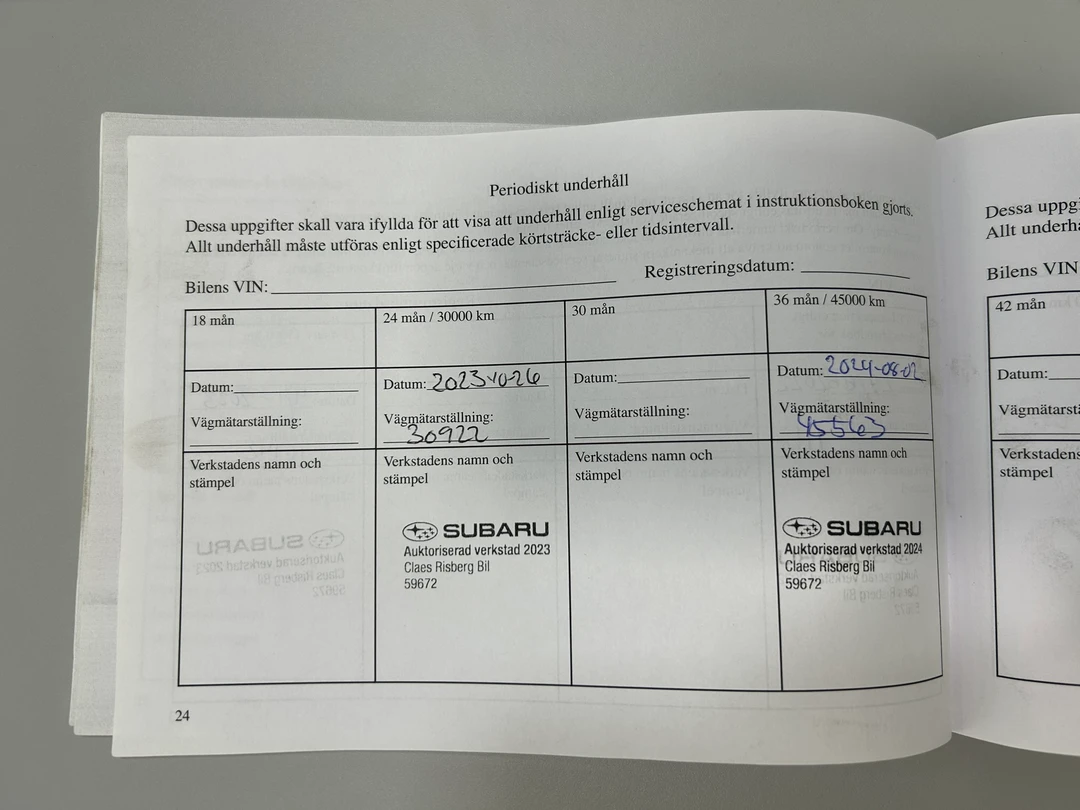 Periodiskt underhåll
Dessa uppgifter skall vara ifyllda för att visa att underhåll enligt serviceschemat i instruktionsboken gjorts.
Allt underhåll måste utföras enligt specificerade körtsträcke- eller tidsintervall.
Bilens VIN:
Registreringsdatum:
18 mån
Datum:
Vägmätarställning:
Verkstadens namn och
stämpel
24 mån / 30000 km
Datum: 2023-10-26
Vägmätarställning:
30922
Verkstadens namn och
stämpel
SUBARU
Auktoriserad verkstad 2023
Claes Risberg Bil
59672
30 mån
Datum:
Vägmätarställning:
Verkstadens namn och
stämpel
36 mån / 45000 km
Datum: 2024-08-02
Vägmätarställning:
45563
Verkstadens namn och
stämpel
SUBARU
Auktoriserad verkstad 2024
Claes Risberg Bil
59672
24
Dessa
Allt
Bilens VIN
42 mån
Datum:
Verkstadens
stämpel